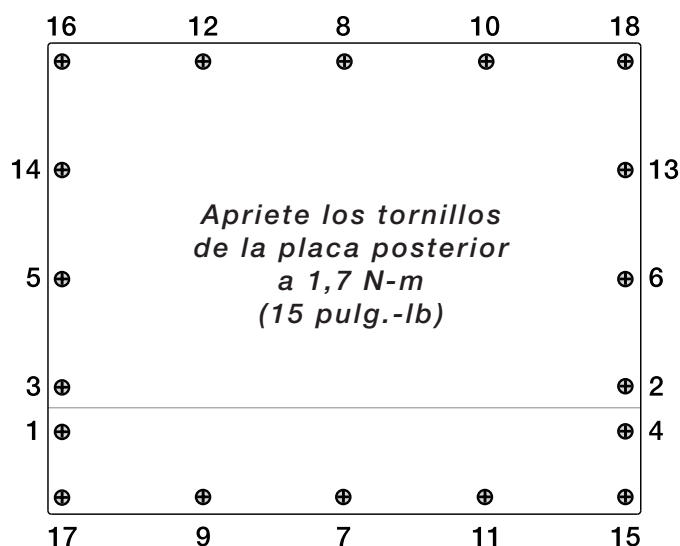 16 12 8 10 18
14 13
Apriete los tornillos
de la placa posterior
a 1,7 N-m
(15 pulg.-lb)
5 6
3 2
1 4
17 9 7 11 15